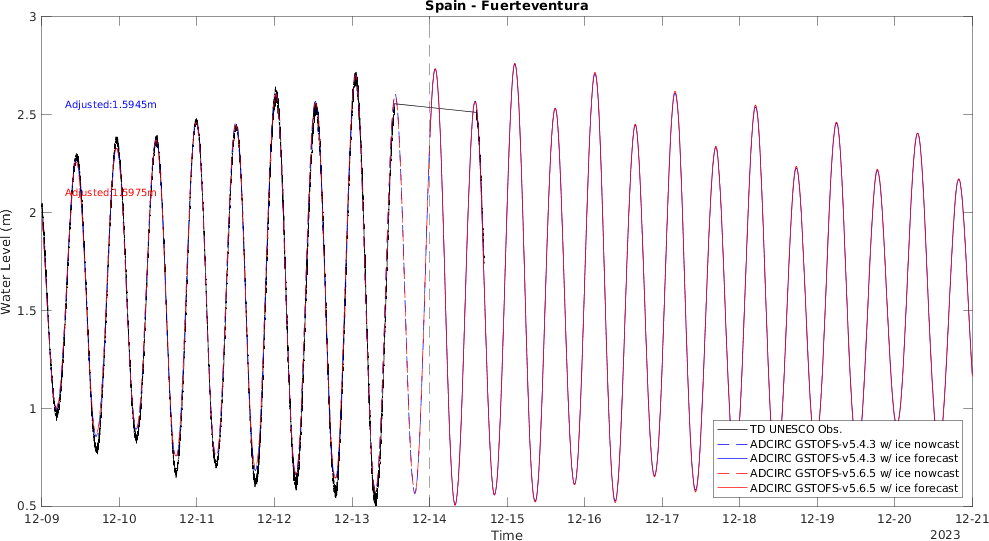 Spain - Fuerteventura
Water Level (m)
3
2.5
2
1.5
1
0.5
Adjusted:1.5945m
Adjusted:1.5975m
TD UNESCO Obs.
ADCIRC GSTOFS-v5.4.3 w/ ice nowcast
ADCIRC GSTOFS-v5.4.3 w/ ice forecast
ADCIRC GSTOFS-v5.6.5 w/ ice nowcast
ADCIRC GSTOFS-v5.6.5 w/ ice forecast
12-09 12-10 12-11 12-12 12-13 12-14 12-15 12-16 12-17 12-18 12-19 12-20 12-21
Time
2023